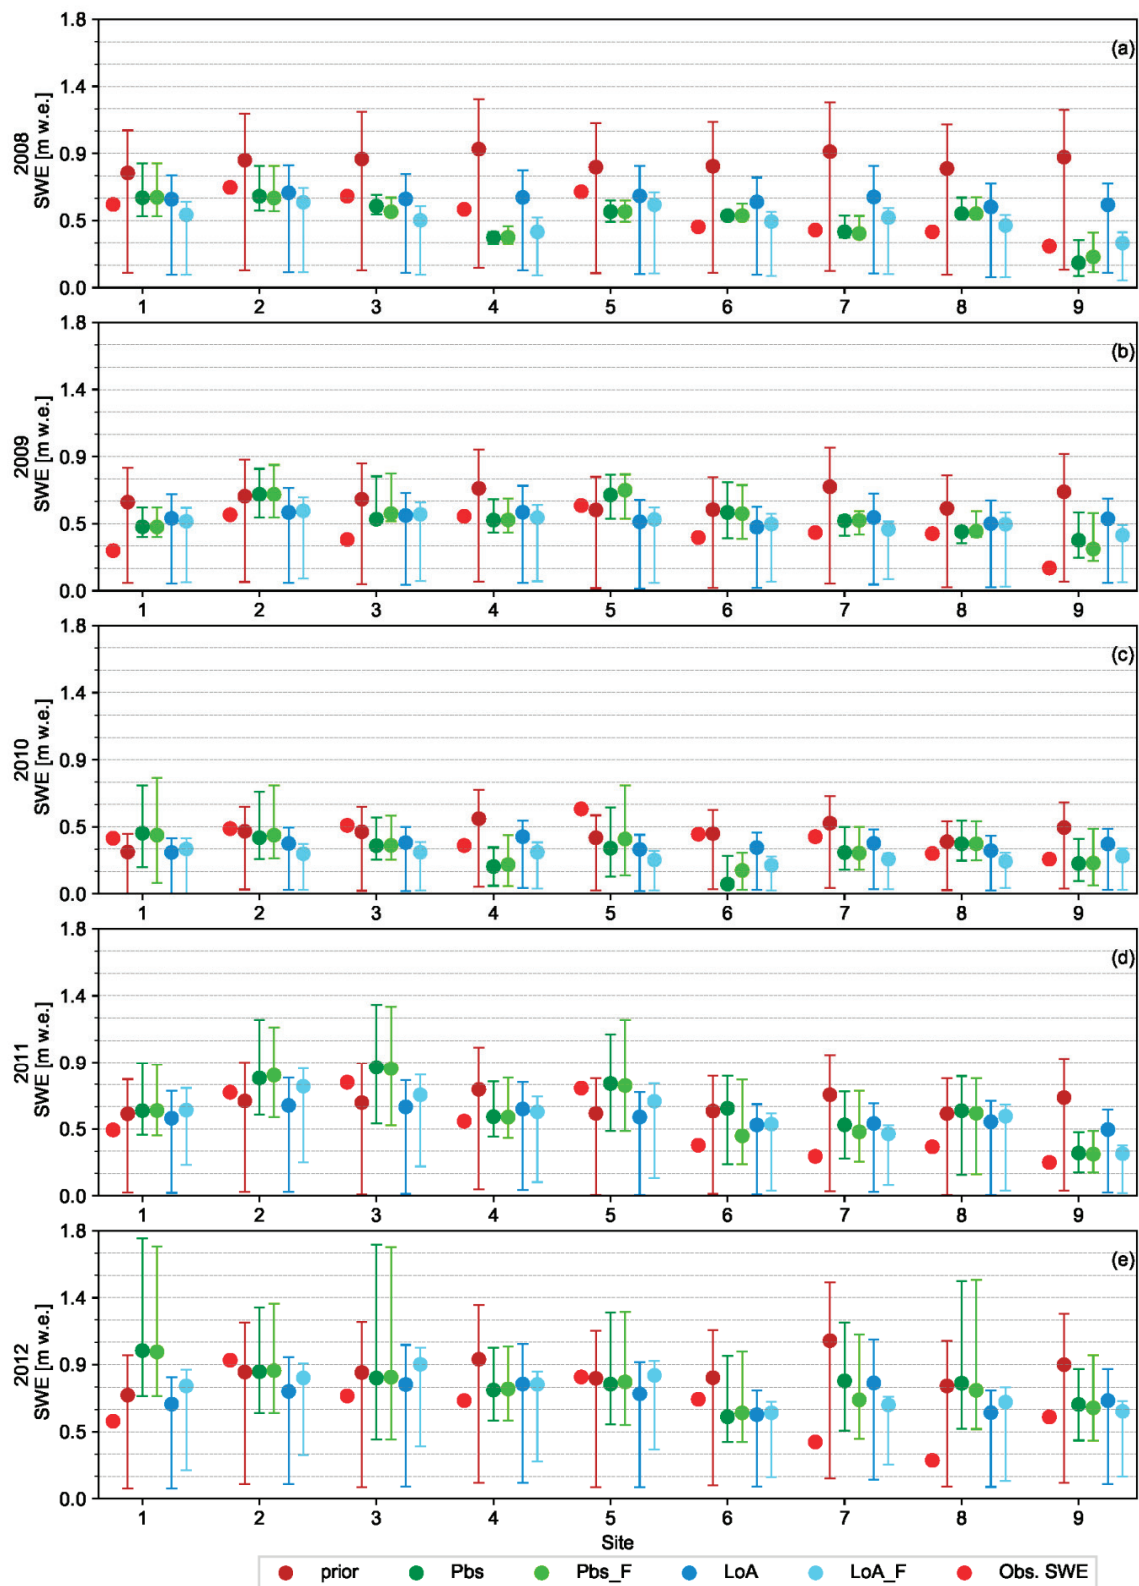 (a)
2008
SWE [m w.e.]
1.8
1.4
0.9
0.5
0.0
1 2 3 4 5 6 7 8 9
(b)
2009
SWE [m w.e.]
1.8
1.4
0.9
0.5
0.0
1 2 3 4 5 6 7 8 9
(c)
2010
SWE [m w.e.]
1.8
1.4
0.9
0.5
0.0
1 2 3 4 5 6 7 8 9
(d)
2011
SWE [m w.e.]
1.8
1.4
0.9
0.5
0.0
1 2 3 4 5 6 7 8 9
(e)
2012
SWE [m w.e.]
1.8
1.4
0.9
0.5
0.0
1 2 3 4 5 6 7 8 9
Site
prior Pbs Pbs_F LoA LoA_F Obs. SWE